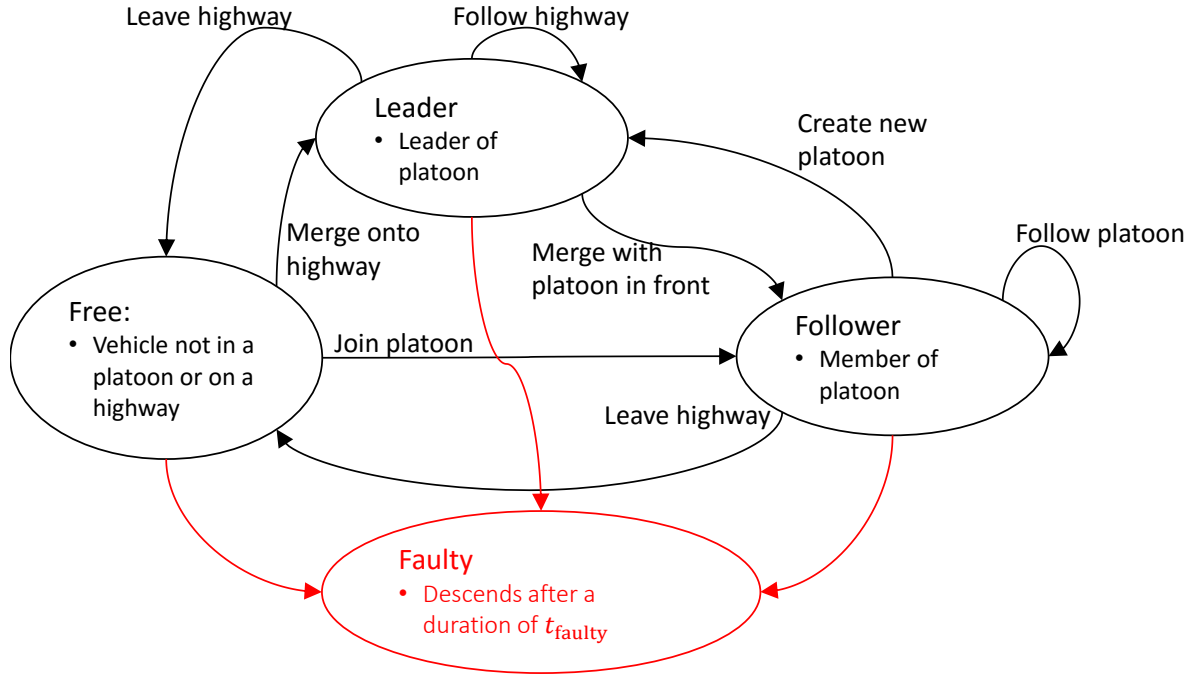 Leave highway
Follow highway
Leader
• Leader of
platoon
Create new
platoon
Merge onto
highway
Merge with
platoon in front
Follow platoon
Free:
• Vehicle not in a
platoon or on a
highway
Join platoon
Follower
• Member of
platoon
Leave highway
Faulty
• Descends after a
duration of t_faulty